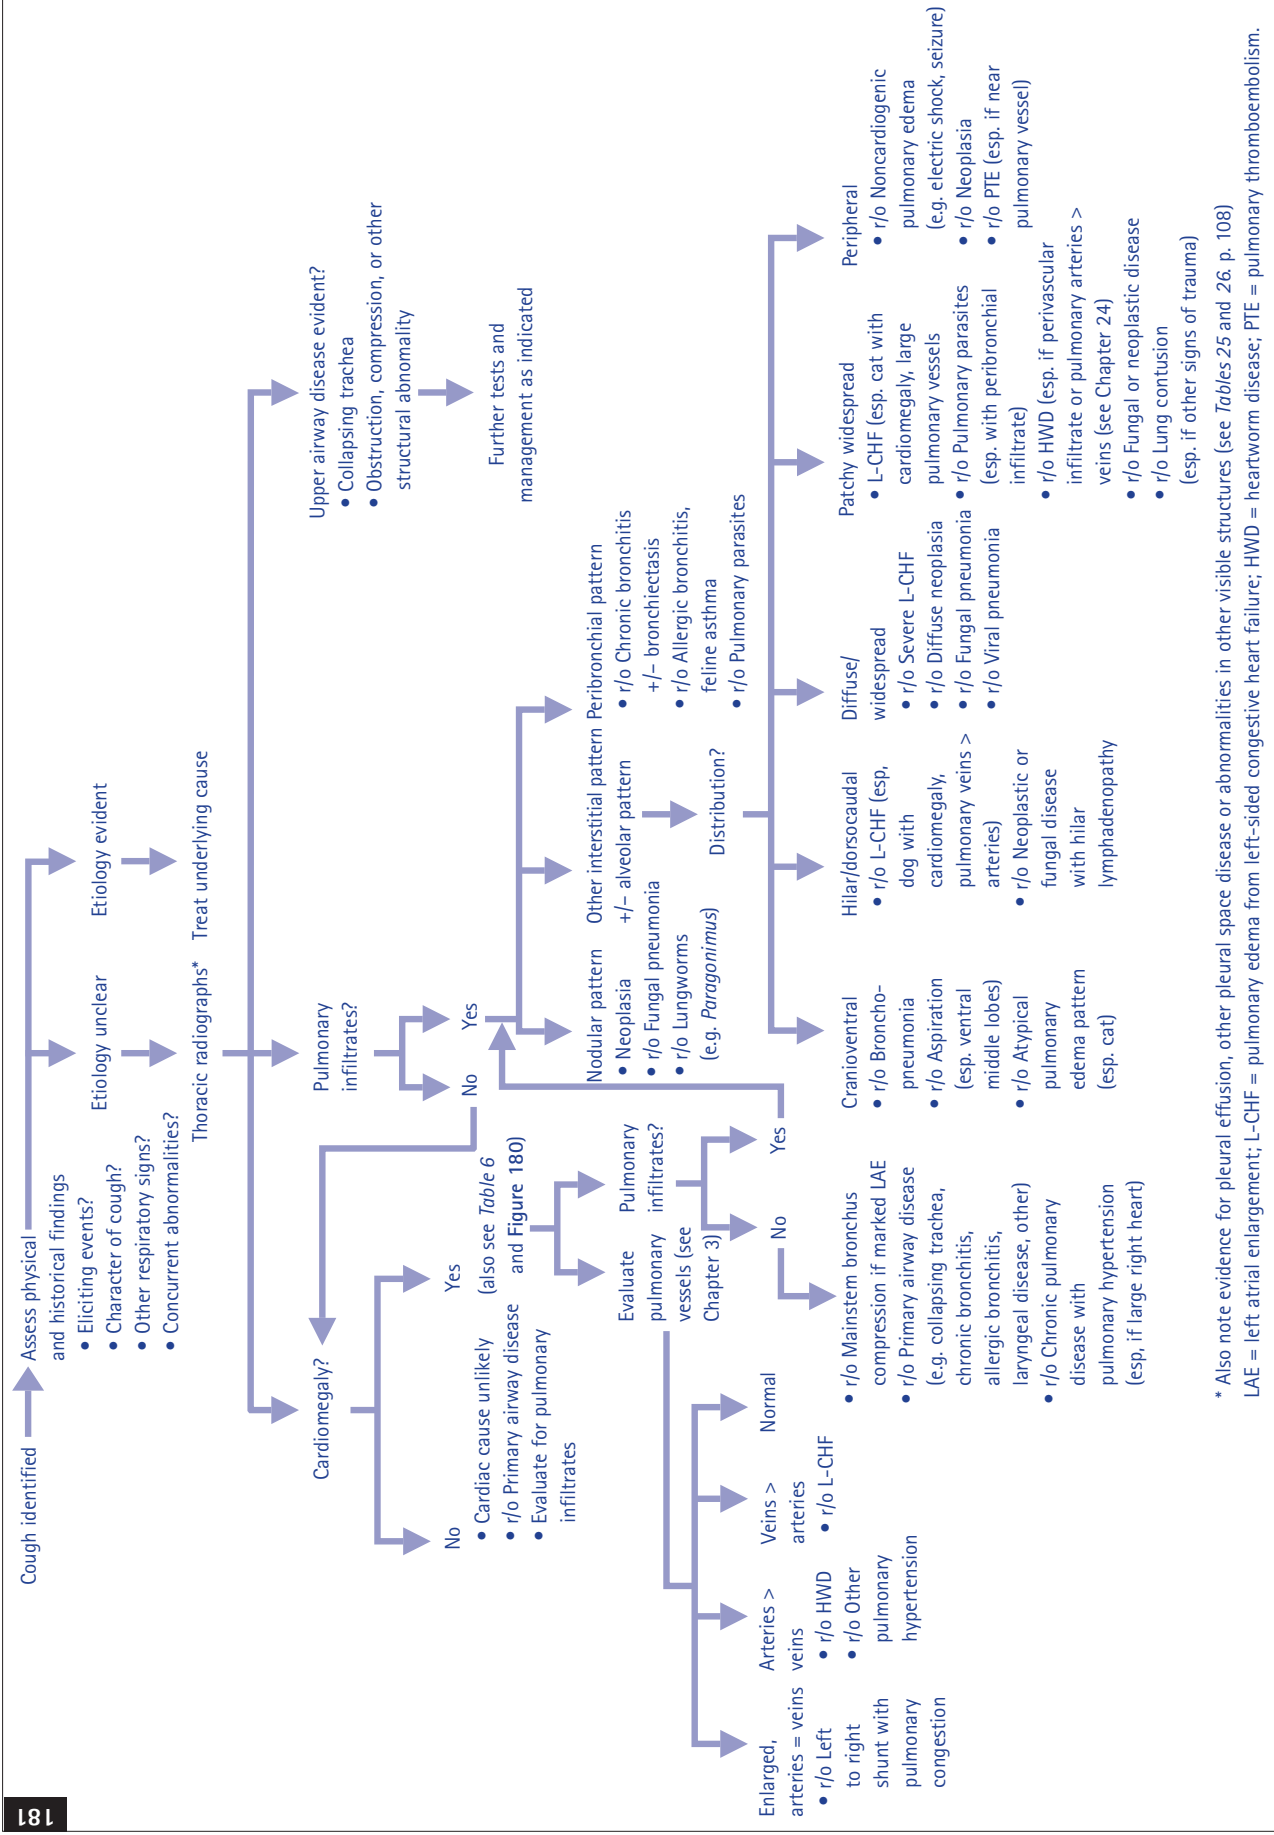 181
Cough identified
Assess physical
and historical findings
• Eliciting events?
• Character of cough?
• Other respiratory signs?
• Concurrent abnormalities?
Etiology unclear
Etiology evident
Thoracic radiographs*
Treat underlying cause
Cardiomegaly?
Pulmonary
infiltrates?
Upper airway disease evident?
• Collapsing trachea
• Obstruction, compression, or other
structural abnomality
Further tests and
management as indicated
No
• Cardiac cause unlikely
• r/o Primary airway disease
• Evaluate for pulmonary
infiltrates
Yes
(also see Table 6
and Figure 180)
No
Yes
Evaluate
pulmonary
vessels (see
Chapter 3)
Pulmonary
infiltrates?
No
Yes
Nodular pattern
• Neoplasia
• r/o Fungal pneumonia
• r/o Lungworms
(e.g. Paragonimus)
Other interstitial pattern
+/– alveolar pattern
Distribution?
Peribronchial pattern
• r/o Chronic bronchitis
+/– bronchiectasis
• r/o Allergic bronchitis,
feline asthma
• r/o Pulmonary parasites
Enlarged,
arteries = veins
• r/o Left
to right
shunt with
pulmonary
congestion
Arteries >
veins
• r/o HWD
• r/o Other
pulmonary
hypertension
Veins >
arteries
• r/o L-CHF
Normal
• r/o Mainstem bronchus
compression if marked LAE
• r/o Primary airway disease
(e.g. collapsing trachea,
chronic bronchitis,
allergic bronchitis,
laryngeal disease, other)
• r/o Chronic pulmonary
disease with
pulmonary hypertension
(esp, if large right heart)
Cranioventral
• r/o Broncho-
pneumonia
• r/o Aspiration
(esp. ventral
middle lobes)
• r/o Atypical
pulmonary
edema pattern
(esp. cat)
Hilar/dorsocaudal
• r/o L-CHF (esp,
dog with
cardiomegaly,
pulmonary veins >
arteries)
• r/o Neoplastic or
fungal disease
with hilar
lymphadenopathy
Diffuse/
widespread
• r/o Severe L-CHF
• r/o Diffuse neoplasia
• r/o Fungal pneumonia
• r/o Viral pneumonia
Patchy widespread
• L-CHF (esp. cat with
cardiomegaly, large
pulmonary vessels
• r/o Pulmonary parasites
(esp. with peribronchial
infiltrate)
• r/o HWD (esp. if perivascular
infiltrate or pulmonary arteries >
veins (see Chapter 24)
• r/o Fungal or neoplastic disease
• r/o Lung contusion
(esp. if other signs of trauma)
Peripheral
• r/o Noncardiogenic
pulmonary edema
(e.g. electric shock, seizure)
• r/o Neoplasia
• r/o PTE (esp. if near
pulmonary vessel)
* Also note evidence for pleural effusion, other pleural space disease or abnormalities in other visible structures (see Tables 25 and 26. p. 108)
LAE = left atrial enlargement; L-CHF = pulmonary edema from left-sided congestive heart failure; HWD = heartworm disease; PTE = pulmonary thromboembolism.